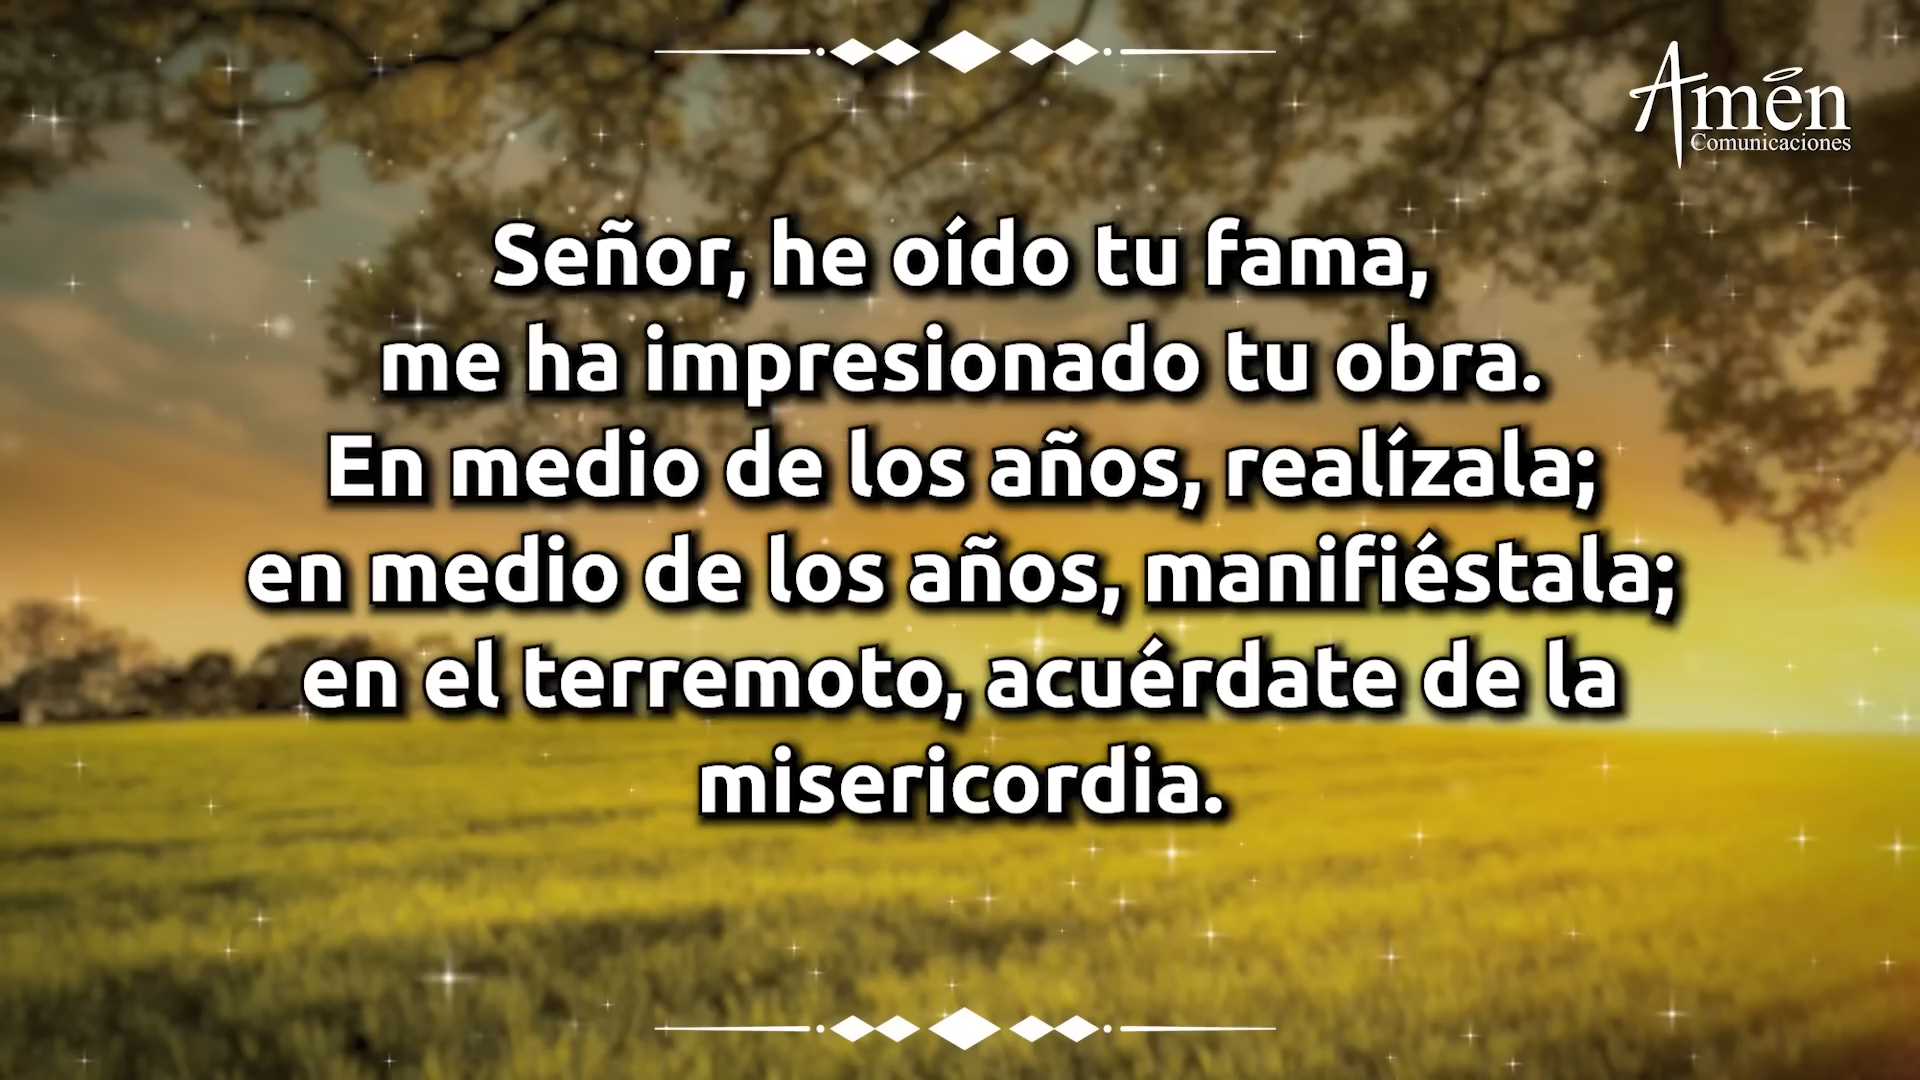 Amén
Comunicaciones
Señor, he oído tu fama,
me ha impresionado tu obra.
En medio de los años, realízala;
en medio de los años, manifiéstala;
en el terremoto, acuérdate de la
misericordia.